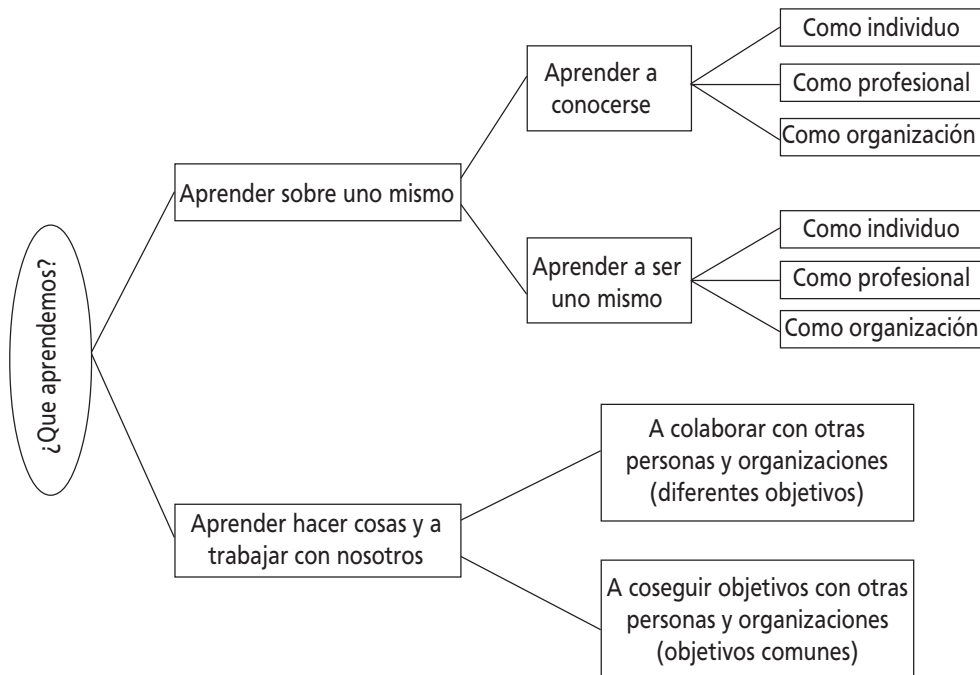 ¿Que aprendemos?
Aprender sobre uno mismo
Aprender a
conocerse
Como individuo
Como profesional
Como organización
Aprender a ser
uno mismo
Como individuo
Como profesional
Como organización
Aprender hacer cosas y a
trabajar con nosotros
A colaborar con otras
personas y organizaciones
(diferentes objetivos)
A coseguir objetivos con otras
personas y organizaciones
(objetivos comunes)